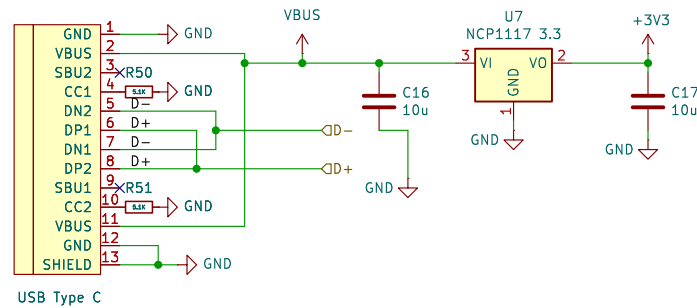 VBUS
U7
NCP1117 3.3
+3V3
GND 1 GND
VBUS 2
SBU2 3 R50
CC1 4 5.1K GND
DN2 5 D-
DP1 6 D+
DN1 7 D-
DP2 8 D+
SBU1 9 R51
CC2 10 5.1K GND
VBUS 11
GND 12
SHIELD 13 GND
USB Type C
D-
D+
C16
10u
GND
3 VI VO 2
GND
1
GND
C17
10u
GND